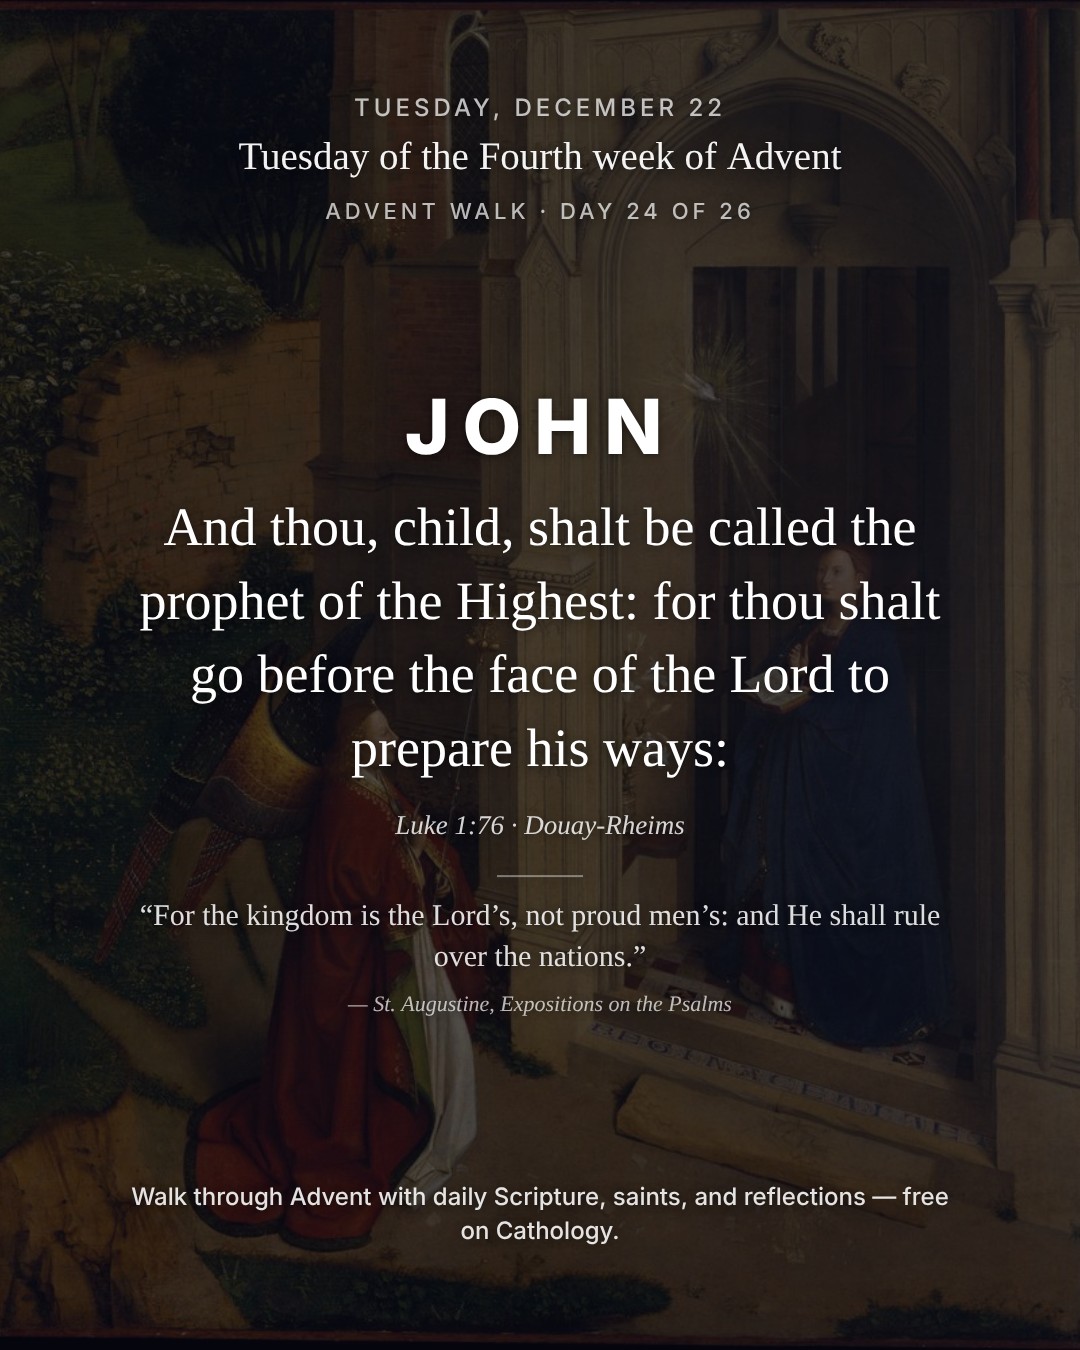 TUESDAY, DECEMBER 22
Tuesday of the Fourth week of Advent
ADVENT WALK · DAY 24 OF 26
JOHN
And thou, child, shalt be called the
prophet of the Highest: for thou shalt
go before the face of the Lord to
prepare his ways:
Luke 1:76 · Douay-Rheims
“For the kingdom is the Lord’s, not proud men’s: and He shall rule
over the nations.”
— St. Augustine, Expositions on the Psalms
Walk through Advent with daily Scripture, saints, and reflections — free
on Cathology.